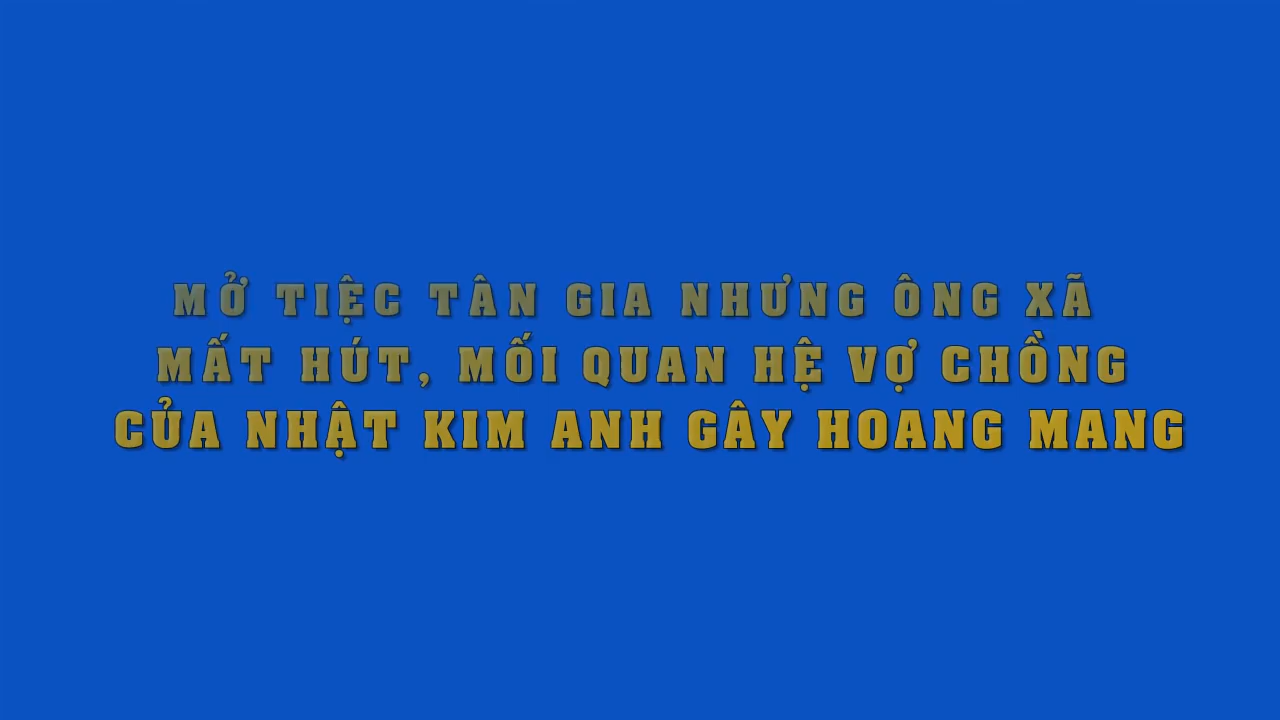 MỞ TIỆC TÂN GIA NHƯNG ÔNG XÃ
MẤT HÚT, MỐI QUAN HỆ VỢ CHỒNG
CỦA NHẬT KIM ANH GÂY HOANG MANG